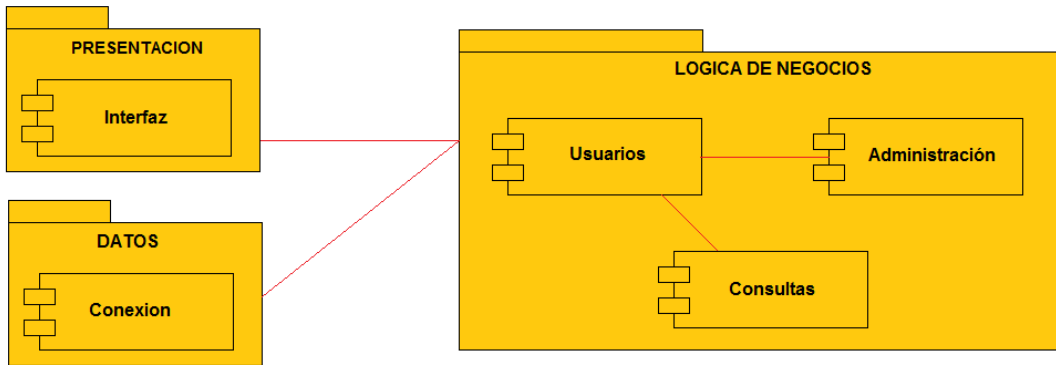 PRESENTACION
Interfaz
DATOS
Conexion
LOGICA DE NEGOCIOS
Usuarios
Administración
Consultas